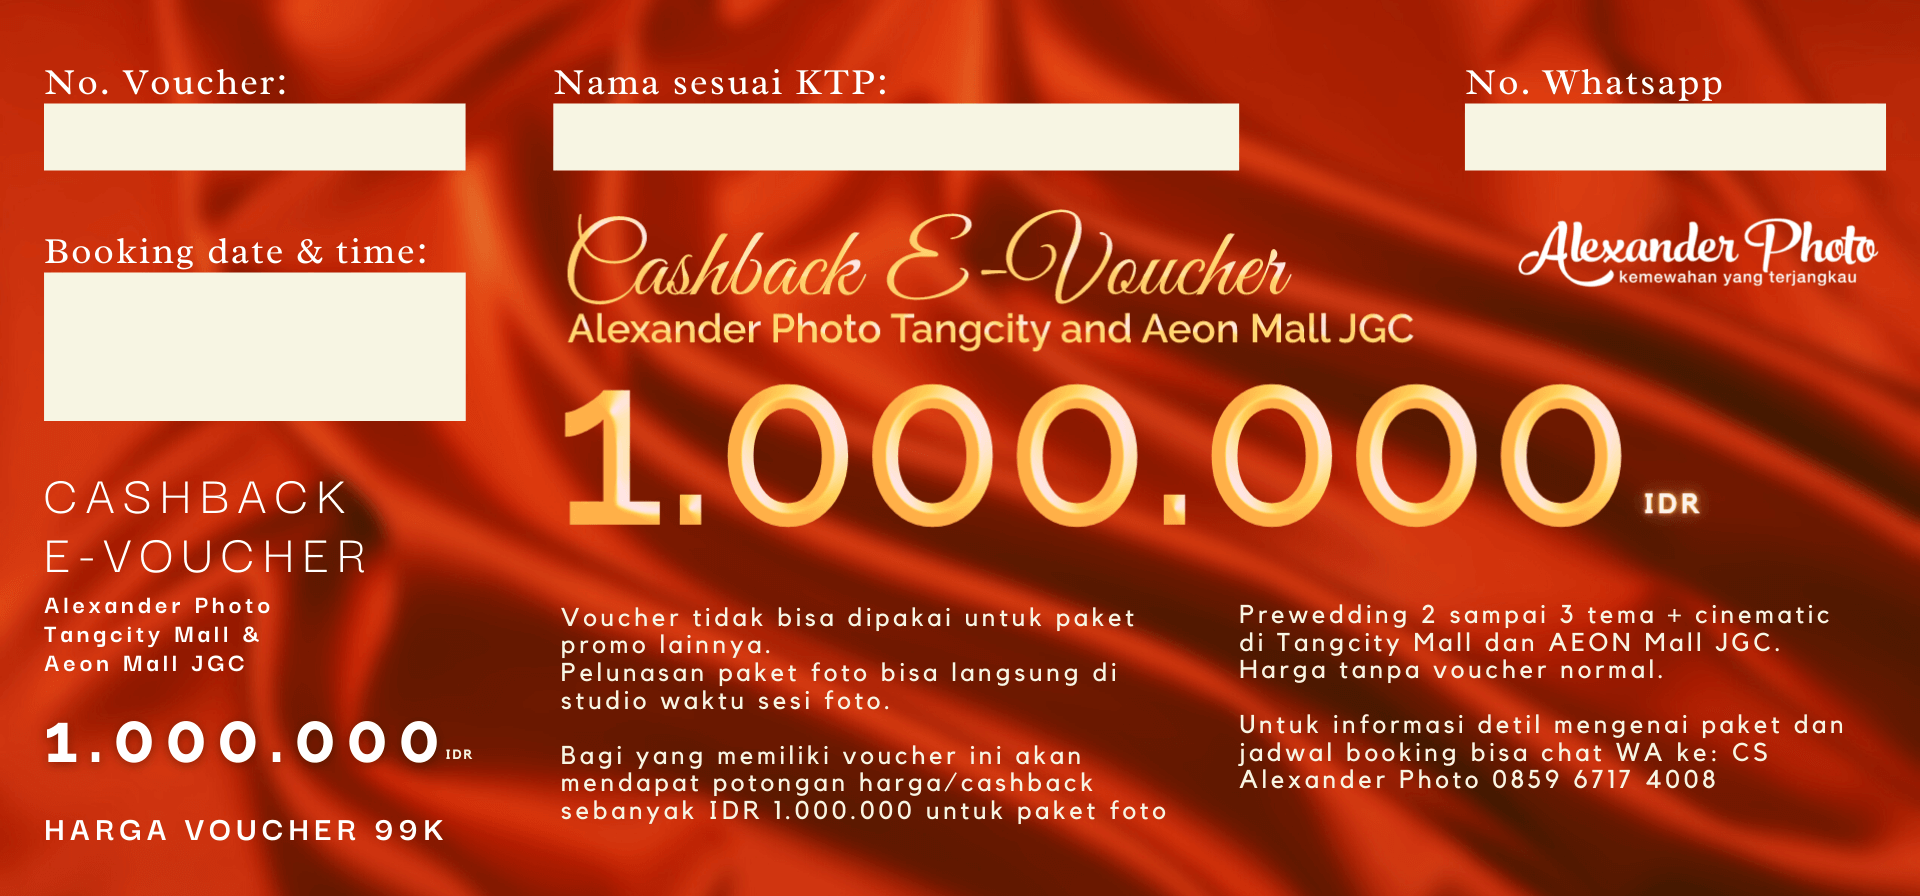 No. Voucher:
Nama sesuai KTP:
No. Whatsapp
Booking date & time:
Cashback E-Voucher
Alexander Photo Tangcity and Aeon Mall JGC
Alexander Photo
kemewahan yang terjangkau
1.000.000 IDR
CASHBACK
E-VOUCHER
Alexander Photo
Tangcity Mall &
Aeon Mall JGC
1.000.000 IDR
HARGA VOUCHER 99K
Voucher tidak bisa dipakai untuk paket
promo lainnya.
Pelunasan paket foto bisa langsung di
studio waktu sesi foto.
Bagi yang memiliki voucher ini akan
mendapat potongan harga/cashback
sebanyak IDR 1.000.000 untuk paket foto
Prewedding 2 sampai 3 tema + cinematic
di Tangcity Mall dan AEON Mall JGC.
Harga tanpa voucher normal.
Untuk informasi detil mengenai paket dan
jadwal booking bisa chat WA ke: CS
Alexander Photo 0859 6717 4008